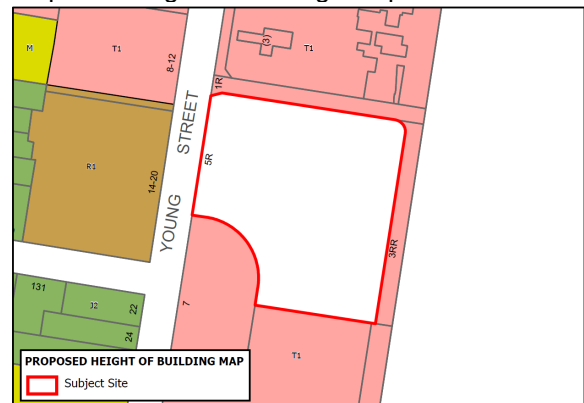 M
T1
8-12
(3)
T1
1R
STREET
5R
R1
14-20
YOUNG
3RR
131
J2
22
24
7
T1
PROPOSED HEIGHT OF BUILDING MAP
Subject Site